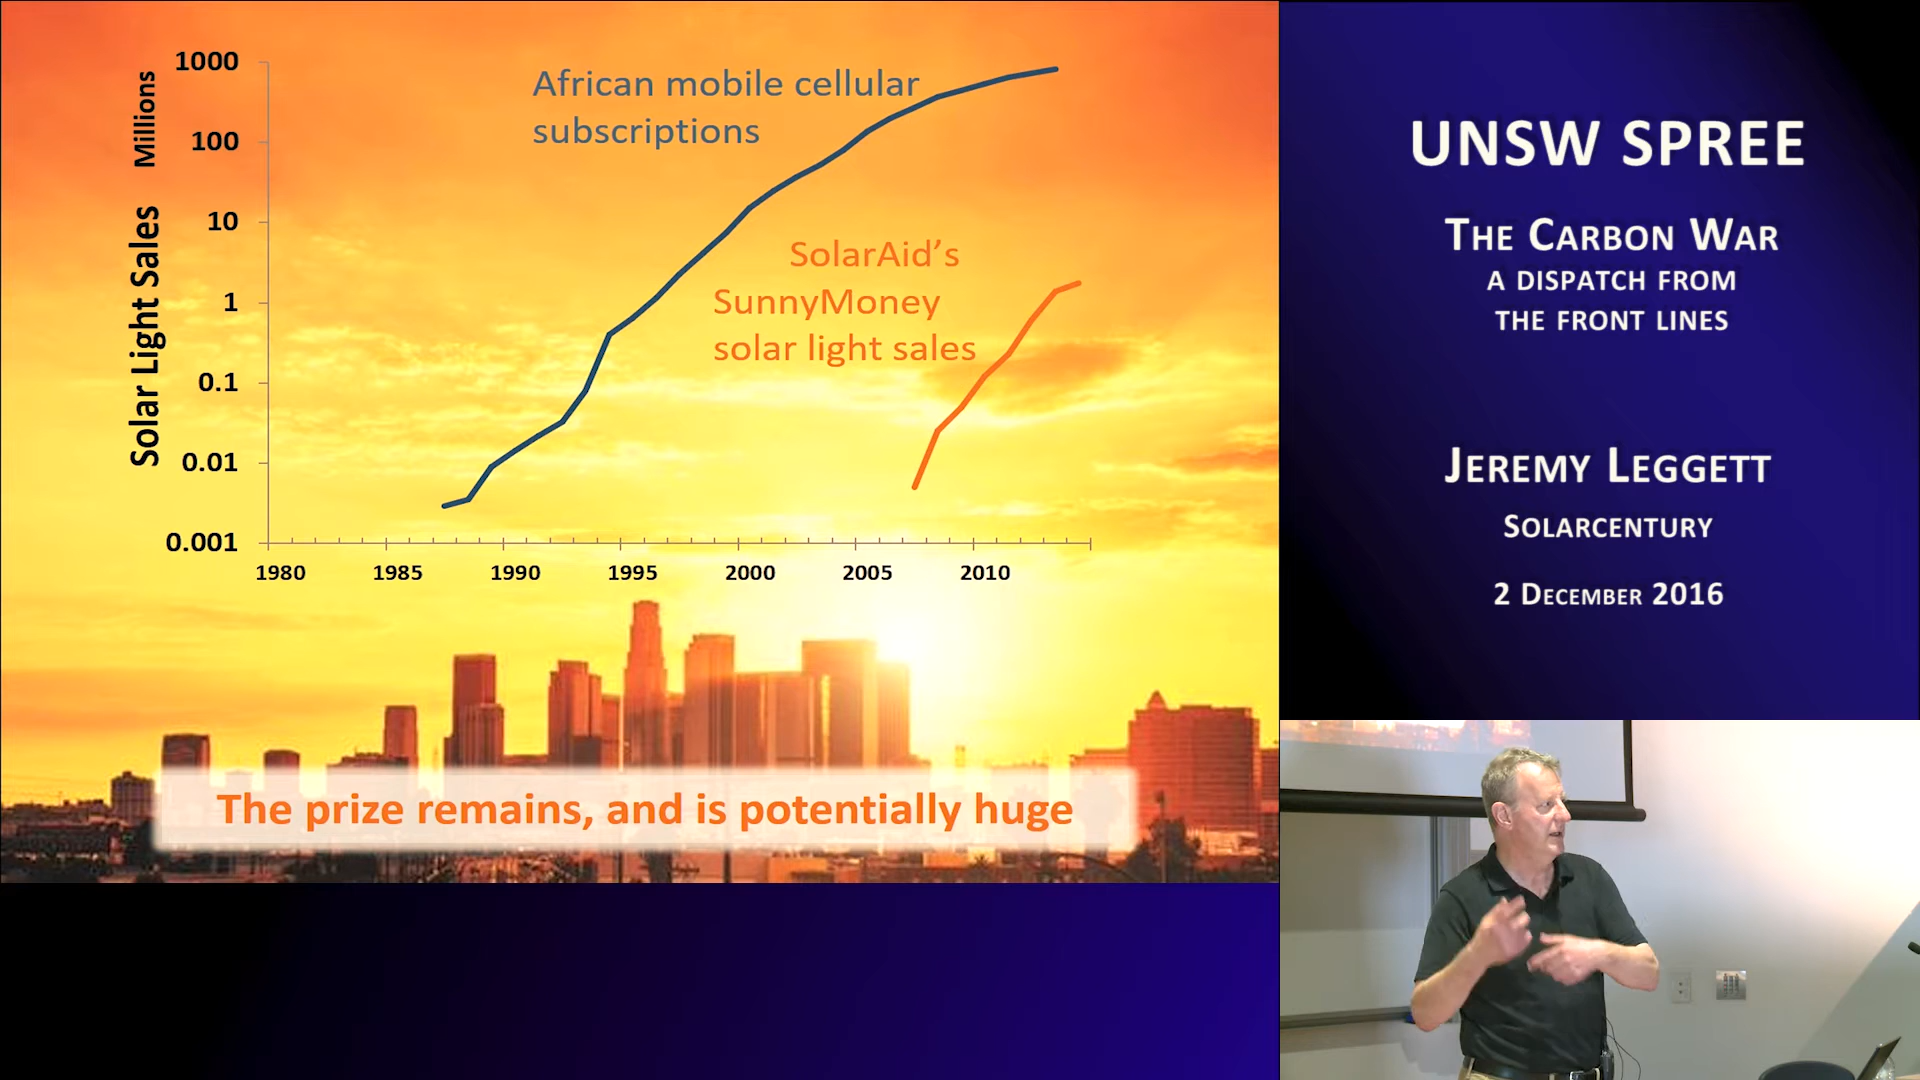 1000
100
10
1
0.1
0.01
0.001
Millions
Solar Light Sales
African mobile cellular
subscriptions
SolarAid’s
SunnyMoney
solar light sales
1980 1985 1990 1995 2000 2005 2010
The prize remains, and is potentially huge
UNSW SPREE
The Carbon War
a dispatch from
the front lines
Jeremy Leggett
Solarcentury
2 December 2016